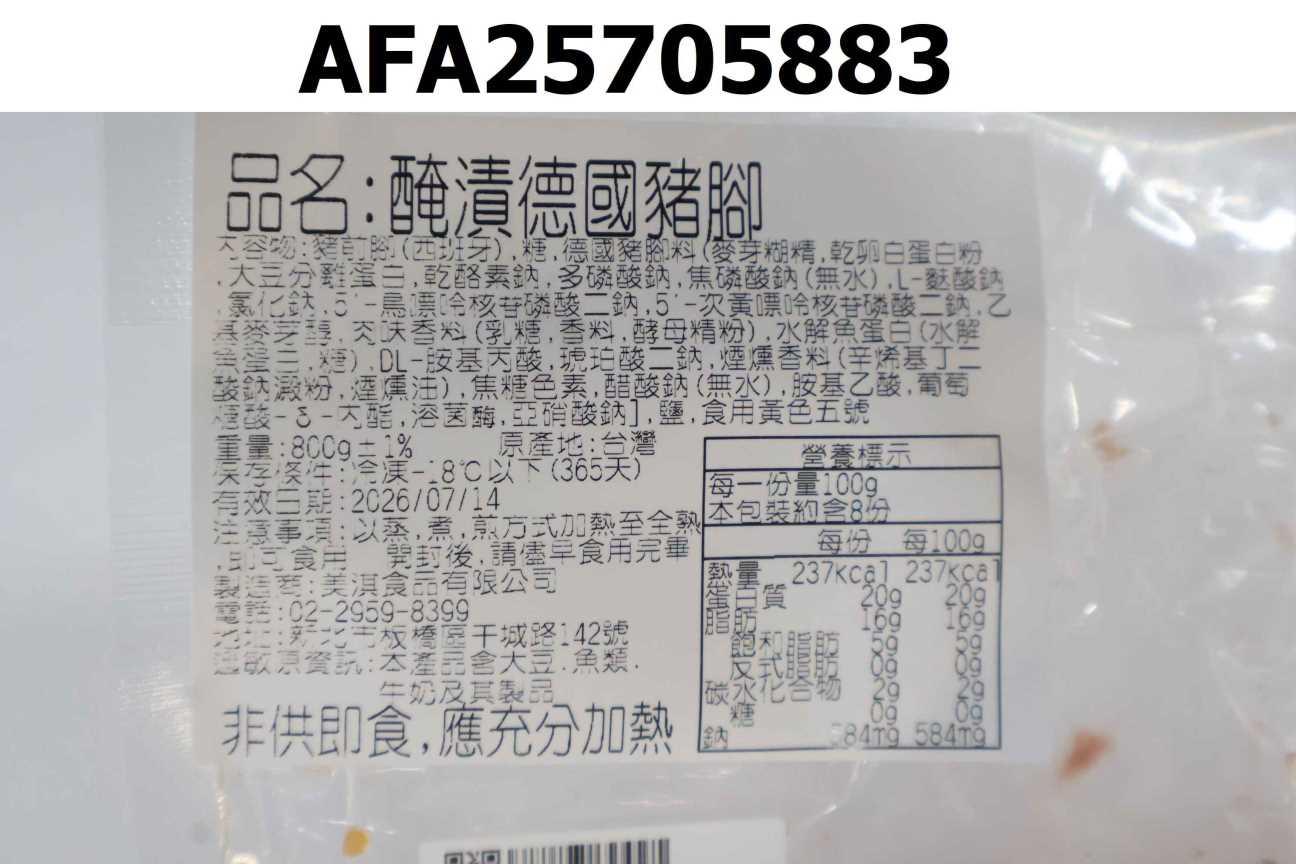 AFA25705883
品名:醃漬德國豬腳
內容物:豬前腳(西班牙),糖,德國豬腳料(麥芽糊精,乾卵白蛋白粉
,大豆分離蛋白,乾酪素鈉,多磷酸鈉,焦磷酸鈉(無水),L-麩酸鈉
,氯化鈉,5'-鳥嘌呤核苷磷酸二鈉,5'-次黃嘌呤核苷磷酸二鈉,乙
基麥芽醇,肉味香料(乳糖,香料,酵母精粉),水解魚蛋白(水解
魚蛋白,糖),DL-胺基丙酸,琥珀酸二鈉,煙燻香料(辛烯基丁二
酸鈉澱粉,煙燻油),焦糖色素,醋酸鈉(無水),胺基乙酸,葡萄
糖酸-δ-內酯,溶菌酶,亞硝酸鈉],鹽,食用黃色五號
重量:800g±1% 原產地:台灣
保存條件:冷凍-18℃以下(365天)
有效日期:2026/07/14
注意事項:以蒸,煮,煎方式加熱至全熟
,即可食用 開封後,請儘早食用完畢
製造商:美淇食品有限公司
電話:02-2959-8399
地址:新北市板橋區干城路142號
過敏原資訊:本產品含大豆.魚類.
牛奶及其製品
非供即食,應充分加熱
營養標示
每一份量100g
本包裝約含8份
每份 每100g
熱量 237kcal 237kcal
蛋白質 20g 20g
脂肪 16g 16g
飽和脂肪 5g 5g
反式脂肪 0g 0g
碳水化合物 2g 2g
糖 0g 0g
鈉 584mg 584mg